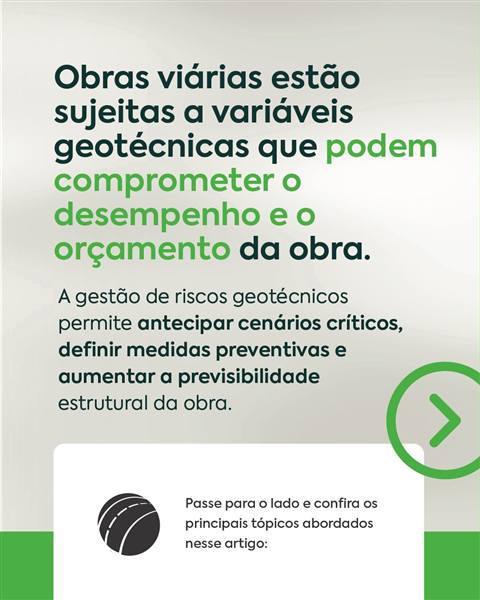 Obras viárias estão
sujeitas a variáveis
geotécnicas que podem
comprometer o
desempenho e o
orçamento da obra.
A gestão de riscos geotécnicos
permite antecipar cenários críticos,
definir medidas preventivas e
aumentar a previsibilidade
estrutural da obra.
Passe para o lado e confira os
principais tópicos abordados
nesse artigo: